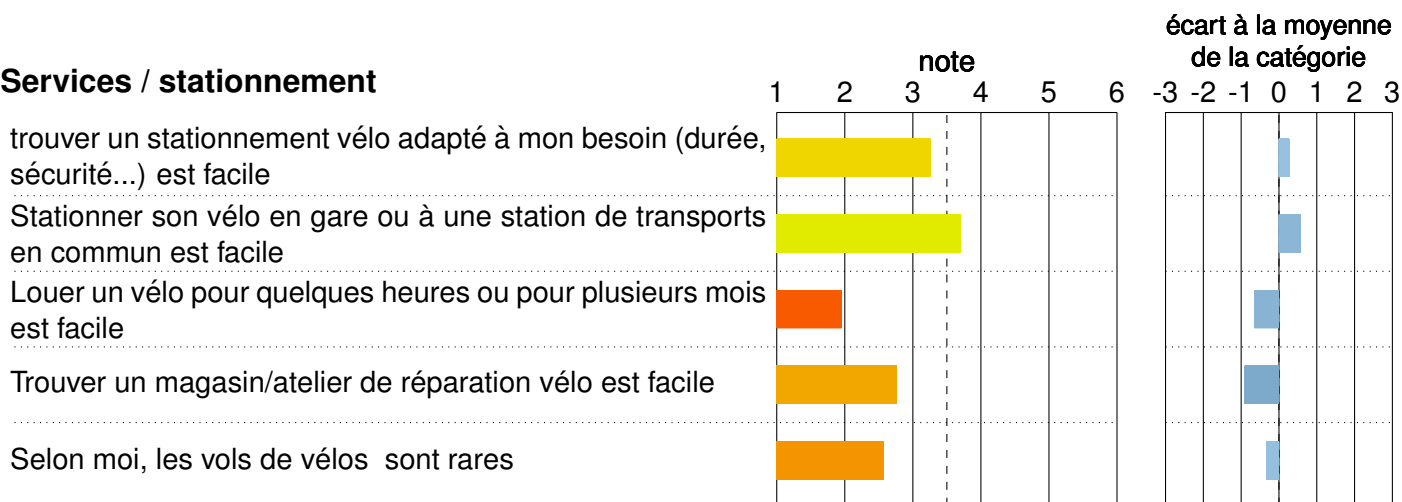 écart à la moyenne
de la catégorie
note
Services / stationnement
1 2 3 4 5 6
-3 -2 -1 0 1 2 3
trouver un stationnement vélo adapté à mon besoin (durée,
sécurité...) est facile
Stationner son vélo en gare ou à une station de transports
en commun est facile
Louer un vélo pour quelques heures ou pour plusieurs mois
est facile
Trouver un magasin/atelier de réparation vélo est facile
Selon moi, les vols de vélos sont rares